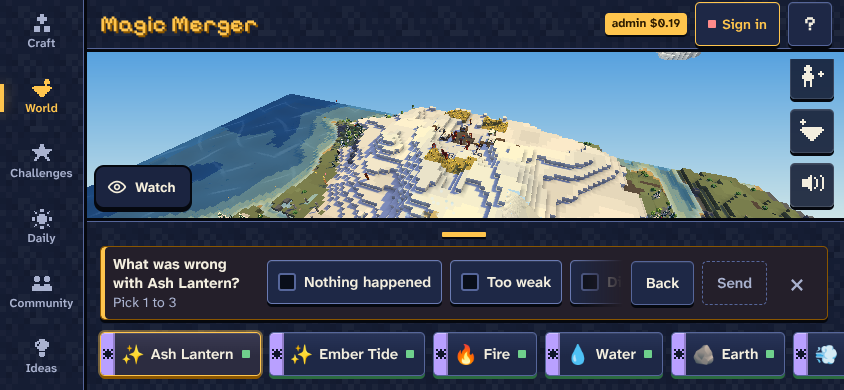 Magic Merger
admin $0.19
Sign in
?
Craft
World
Challenges
Daily
Community
Ideas
Watch
What was wrong
with Ash Lantern?
Pick 1 to 3
Nothing happened
Too weak
Back
Send
Ash Lantern
Ember Tide
Fire
Water
Earth